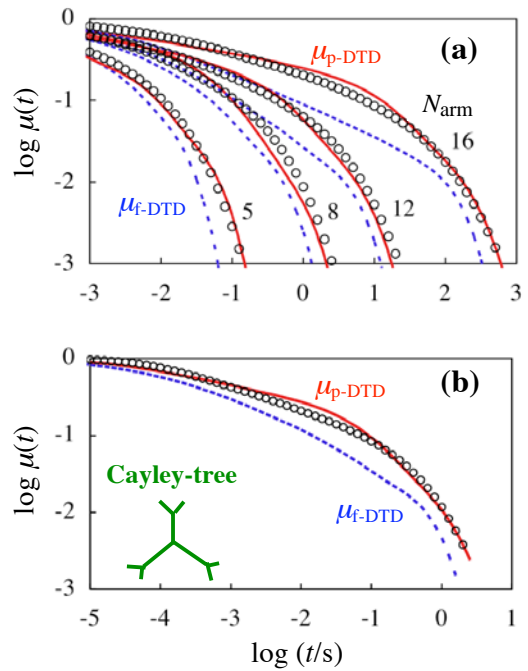 0
(a)
μp-DTD
-1
Narm
log μ(t)
16
-2
μf-DTD
5
8
12
-3
-3 -2 -1 0 1 2 3
0
(b)
μp-DTD
log μ(t)
-1
Cayley-tree
μf-DTD
-2
-3
-5 -4 -3 -2 -1 0 1
log (t/s)